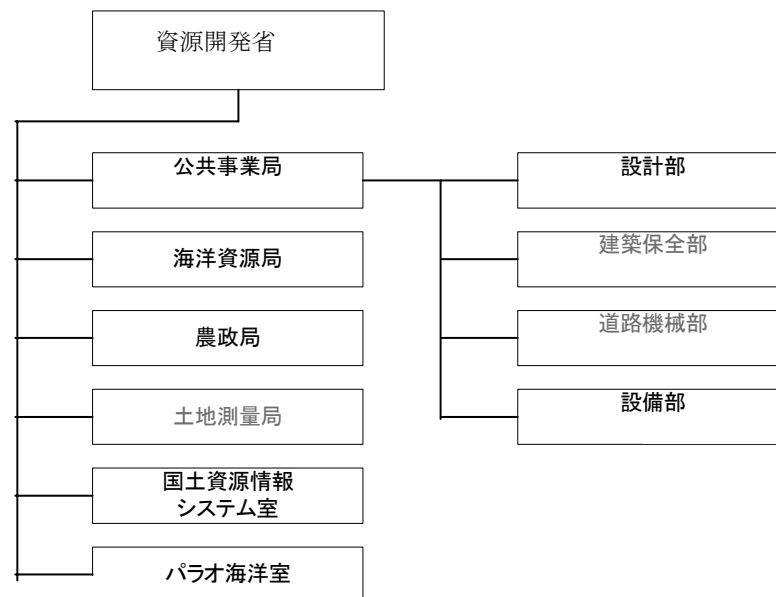 資源開発省
公共事業局
設計部
海洋資源局
建築保全部
農政局
道路機械部
土地測量局
設備部
国土資源情報
システム室
パラオ海洋室